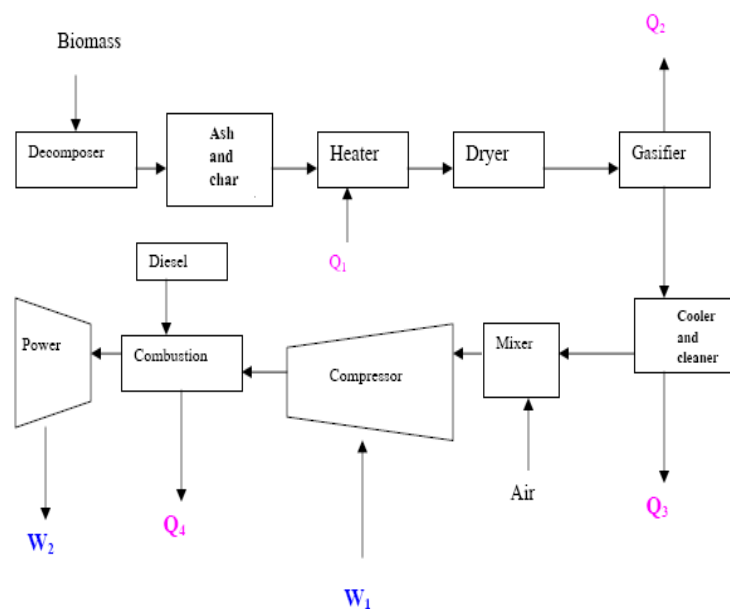 Biomass
Q₂
Decomposer
Ash
and
char
Heater
Dryer
Gasifier
Q₁
Diesel
Power
Combustion
Compressor
Mixer
Cooler
and
cleaner
Air
W₂
Q₄
Q₃
W₁